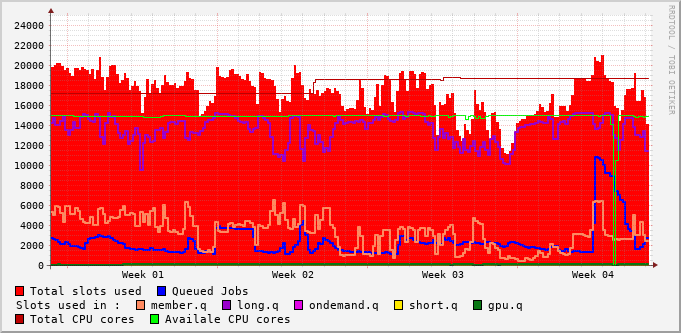 RRDTOOL / TOBI OETIKER
24000
22000
20000
18000
16000
14000
12000
10000
8000
6000
4000
2000
0
Week 01 Week 02 Week 03 Week 04
Total slots used Queued Jobs
Slots used in : member.q long.q ondemand.q short.q gpu.q
Total CPU cores Availale CPU cores